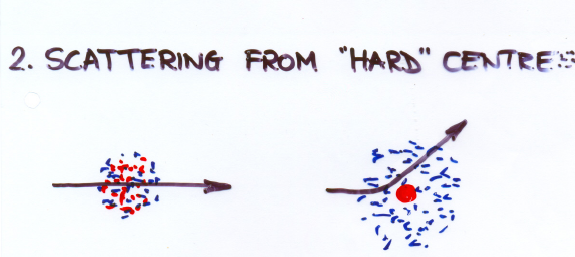 2. SCATTERING FROM "HARD" CENTRES